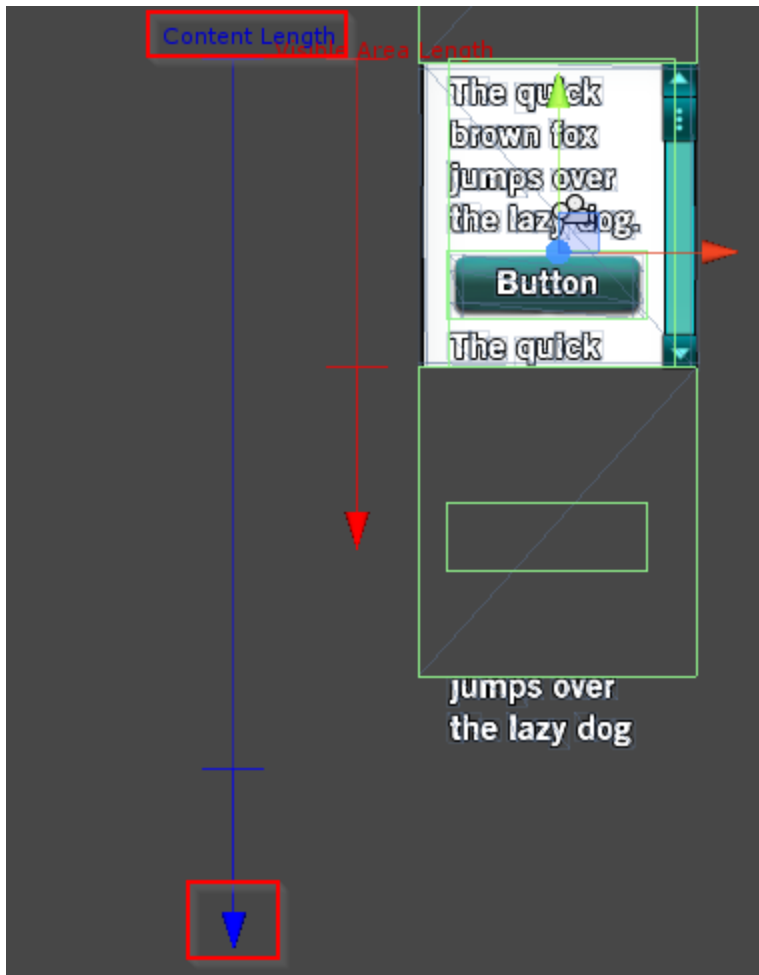 Content Length
Visible Area Length
The quick
brown fox
jumps over
the lazy dog.
Button
The quick
jumps over
the lazy dog